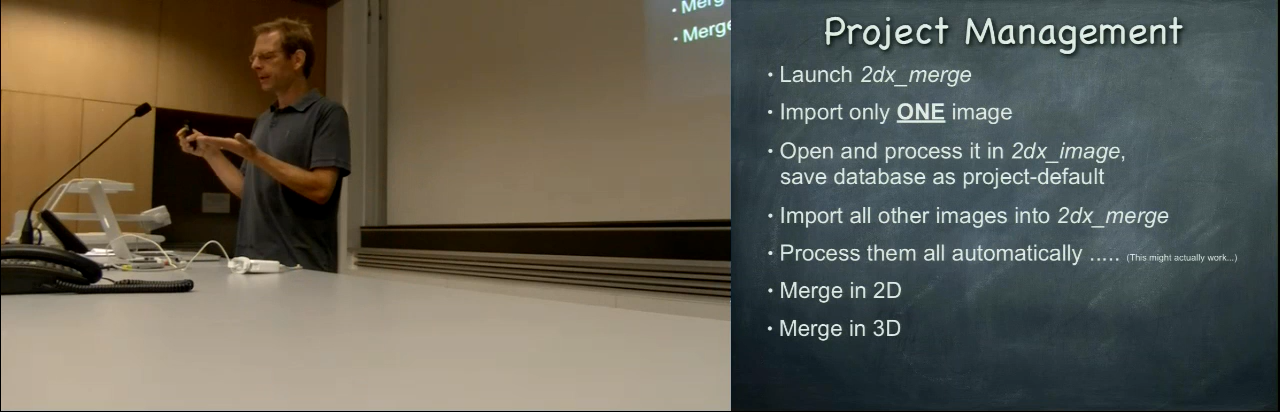 • Merg
• Merge
Project Management
• Launch 2dx_merge
• Import only ONE image
• Open and process it in 2dx_image,
save database as project-default
• Import all other images into 2dx_merge
• Process them all automatically ..... (This might actually work...)
• Merge in 2D
• Merge in 3D